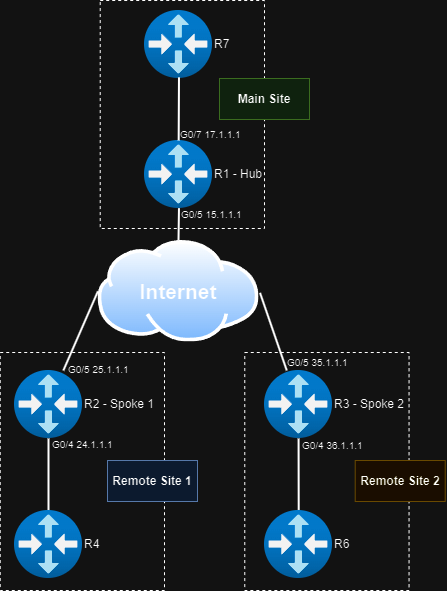 R7
Main Site
G0/7 17.1.1.1
R1 - Hub
G0/5 15.1.1.1
Internet
G0/5 25.1.1.1
G0/5 35.1.1.1
R2 - Spoke 1
R3 - Spoke 2
G0/4 24.1.1.1
G0/4 36.1.1.1
Remote Site 1
Remote Site 2
R4
R6